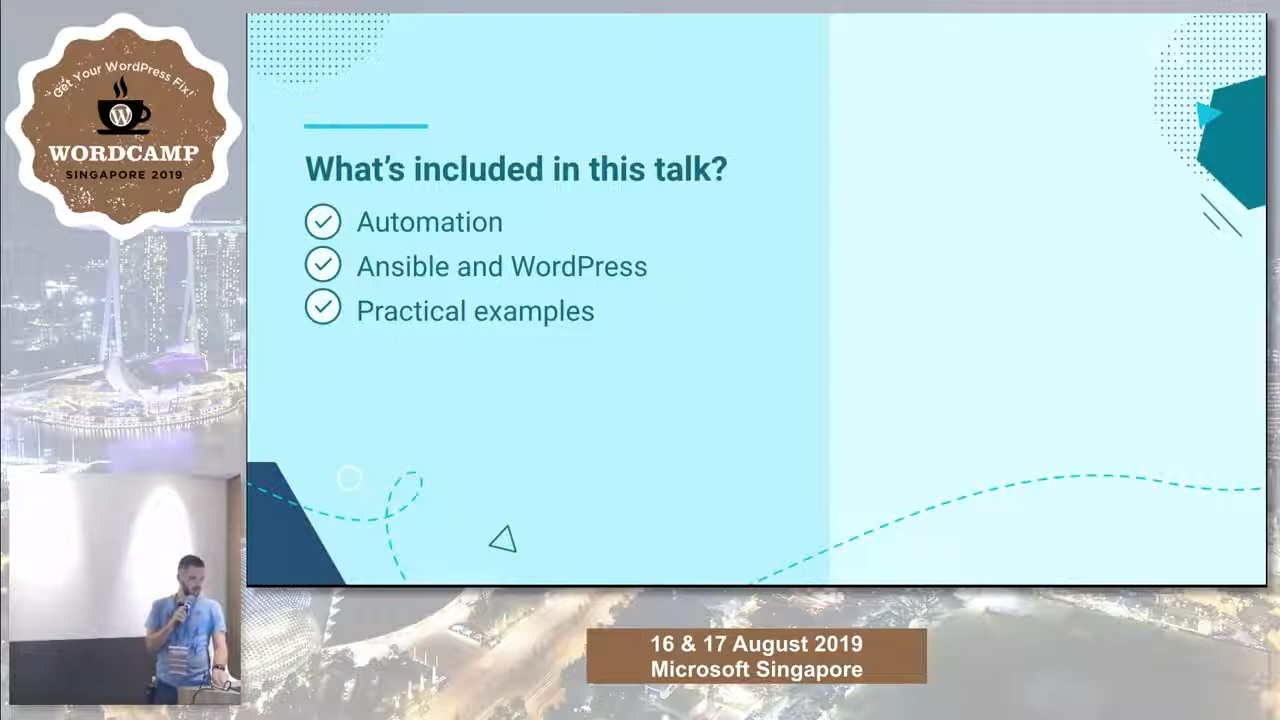 Get Your WordPress Fix!
WORDCAMP
SINGAPORE 2019
What's included in this talk?
Automation
Ansible and WordPress
Practical examples
16 & 17 August 2019
Microsoft Singapore